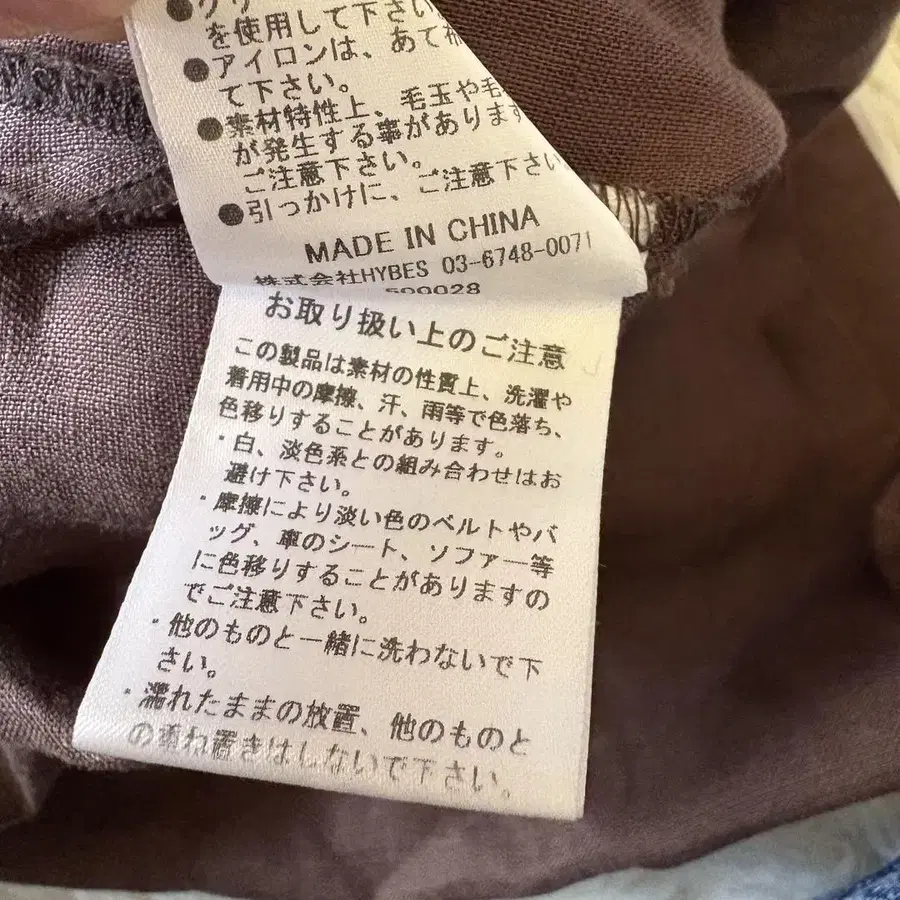 ●クリ
を使用して下さい
●アイロンは、あて布
て下さい。
●素材特性上、毛玉や毛
が発生する事があります
ご注意下さい。
●引っかけに、ご注意下さい
MADE IN CHINA
株式会社HYBES 03-6748-0071
500028
お取り扱い上のご注意
この製品は素材の性質上、洗濯や
着用中の摩擦、汗、雨等で色落ち、
色移りすることがあります。
・白、淡色系との組み合わせはお
避け下さい。
・摩擦により淡い色のベルトやバ
ッグ、車のシート、ソファー等
に色移りすることがありますの
でご注意下さい。
・他のものと一緒に洗わないで下
さい。
・濡れたままの放置、他のものと
の重ね置きはしないで下さい。